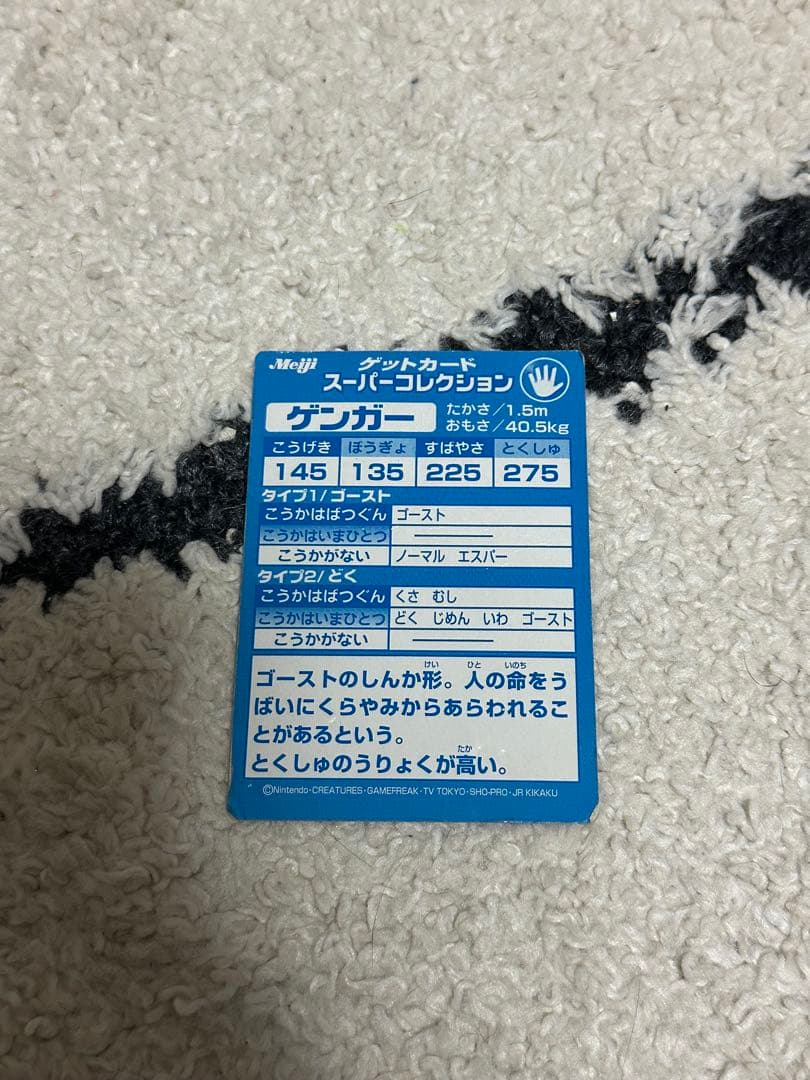 Meiji
ゲットカード
スーパーコレクション
ゲンガー
たかさ／1.5m
おもさ／40.5kg
こうげき ぼうぎょ すばやさ とくしゅ
145 135 225 275
タイプ1/ゴースト
こうかはばつぐん ゴースト
こうかはいまひとつ ―――
こうかがない ノーマル エスパー
タイプ2/どく
こうかはばつぐん くさ むし
こうかはいまひとつ どく じめん いわ ゴースト
こうかがない ―――
けい ひと いのち
ゴーストのしんか形。人の命をう
ばいにくらやみからあらわれるこ
とがあるという。
たか
とくしゅのうりょくが高い。
©Nintendo・CREATURES・GAMEFREAK・TV TOKYO・SHO-PRO・JR KIKAKU